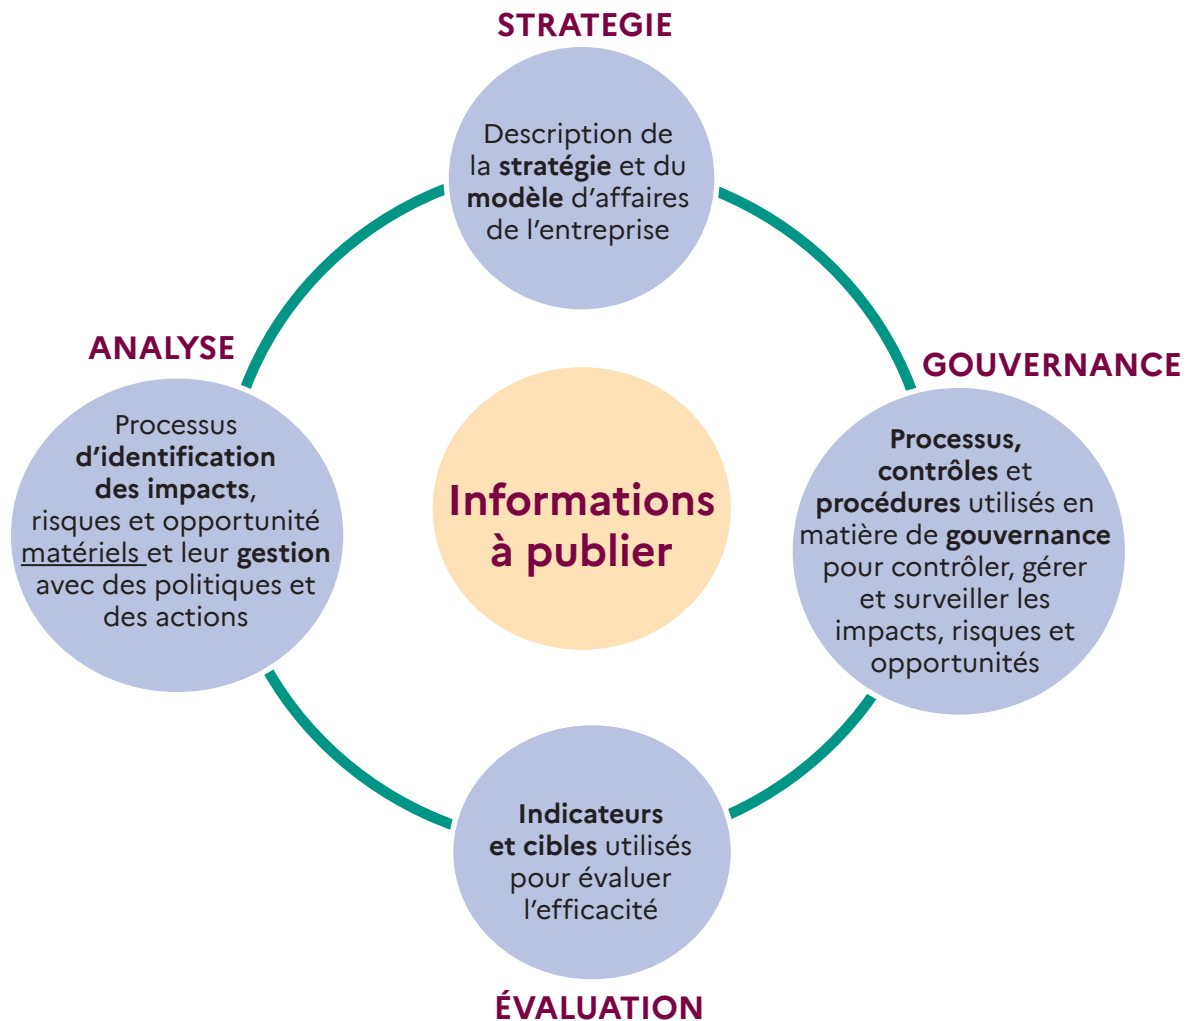 STRATEGIE
Description de
la stratégie et du
modèle d’affaires
de l’entreprise
ANALYSE
Processus
d’identification
des impacts,
risques et opportunité
matériels et leur gestion
avec des politiques et
des actions
GOUVERNANCE
Processus,
contrôles et
procédures utilisés en
matière de gouvernance
pour contrôler, gérer
et surveiller les
impacts, risques et
opportunités
Informations
à publier
Indicateurs
et cibles utilisés
pour évaluer
l’efficacité
ÉVALUATION